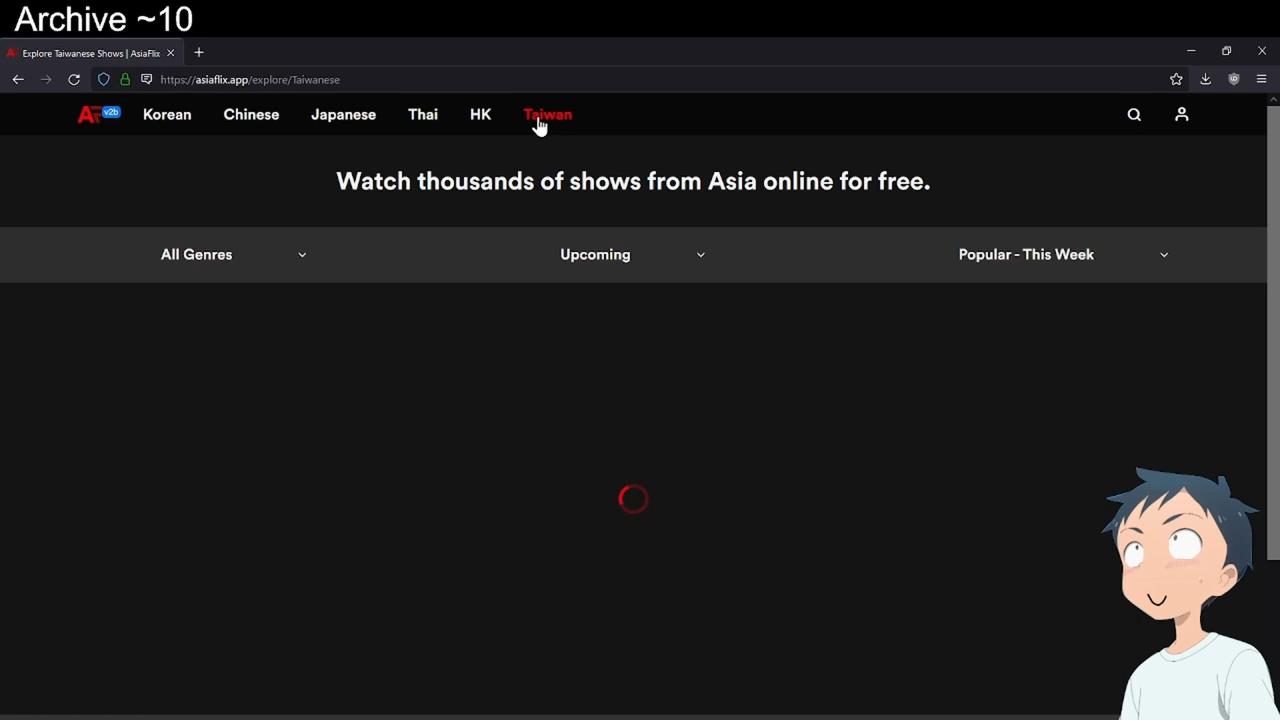 Archive ~10
Explore Taiwanese Shows | AsiaFlix
https://asiaflix.app/explore/Taiwanese
AF v2b Korean Chinese Japanese Thai HK Taiwan
Watch thousands of shows from Asia online for free.
All Genres Upcoming Popular - This Week